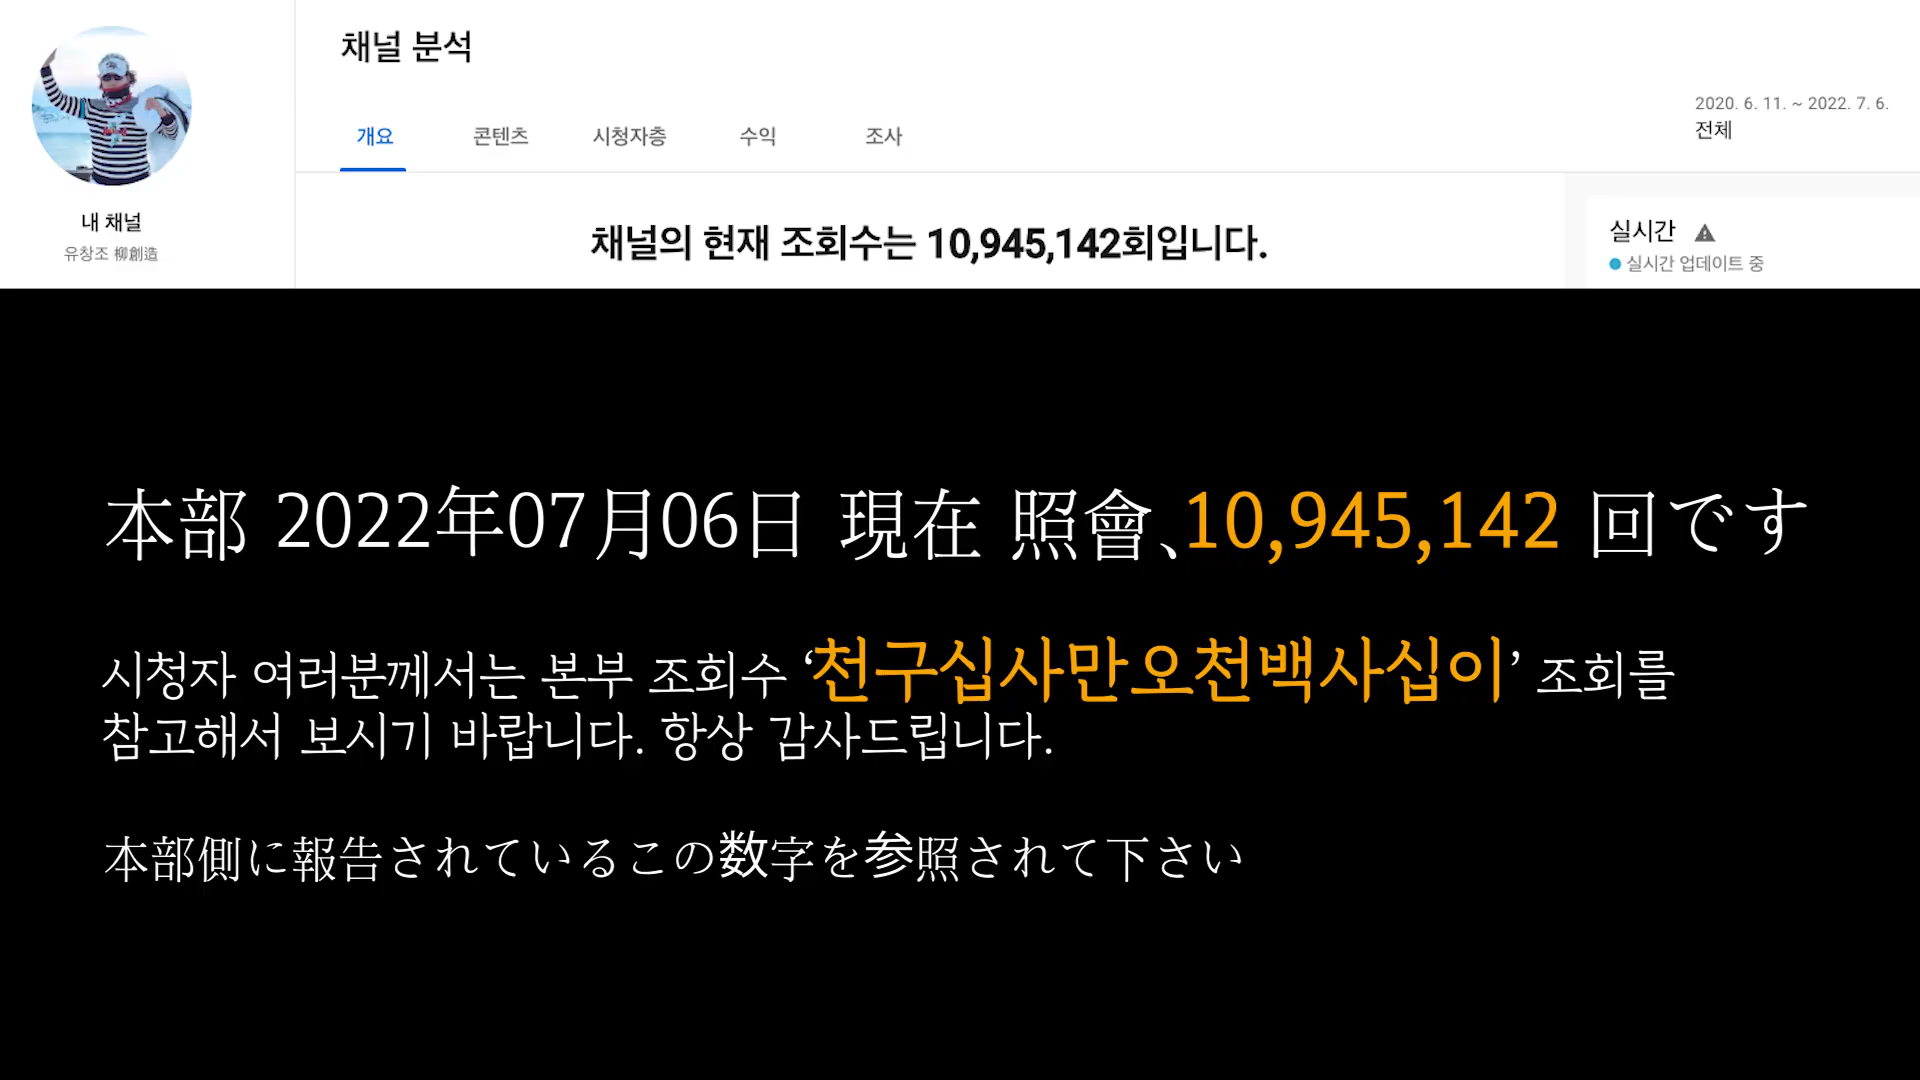 채널 분석
2020. 6. 11. ~ 2022. 7. 6.
전체
개요 콘텐츠 시청자층 수익 조사
내 채널
유창조 柳創造
채널의 현재 조회수는 10,945,142회입니다.
실시간
실시간 업데이트 중
本部 2022年07月06日 現在 照會、10,945,142 回です
시청자 여러분께서는 본부 조회수 ‘천구십사만오천백사십이’ 조회를
참고해서 보시기 바랍니다. 항상 감사드립니다.
本部側に報告されているこの数字を参照されて下さい